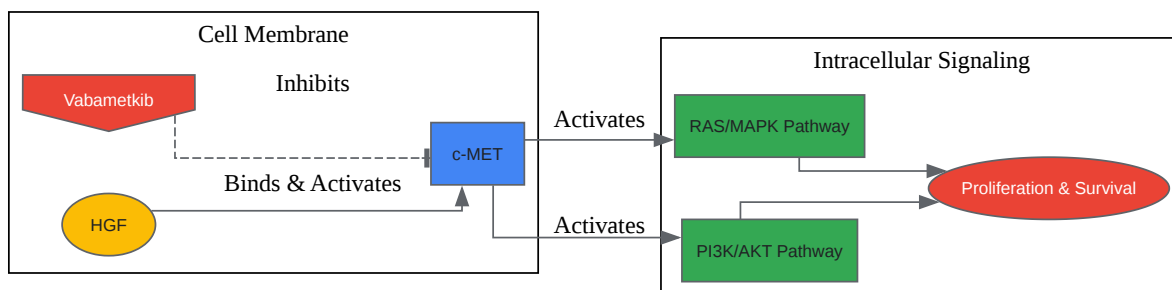 Cell Membrane
Inhibits
Vabametkib
c-MET
Binds & Activates
HGF
Activates
Activates
Intracellular Signaling
RAS/MAPK Pathway
Proliferation & Survival
PI3K/AKT Pathway